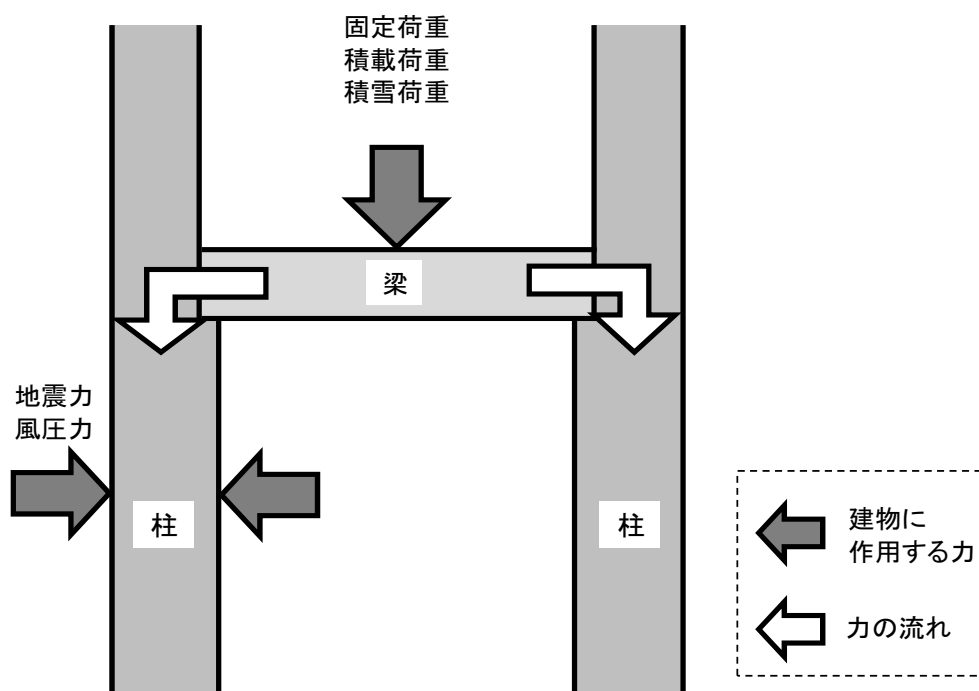 固定荷重
積載荷重
積雪荷重
梁
地震力
風圧力
柱
柱
建物に
作用する力
力の流れ